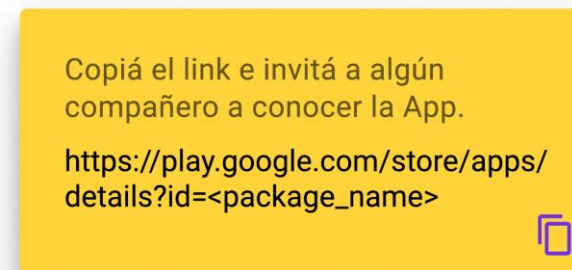 Copiá el link e invitá a algún
compañero a conocer la App.
https://play.google.com/store/apps/
details?id=<package_name>